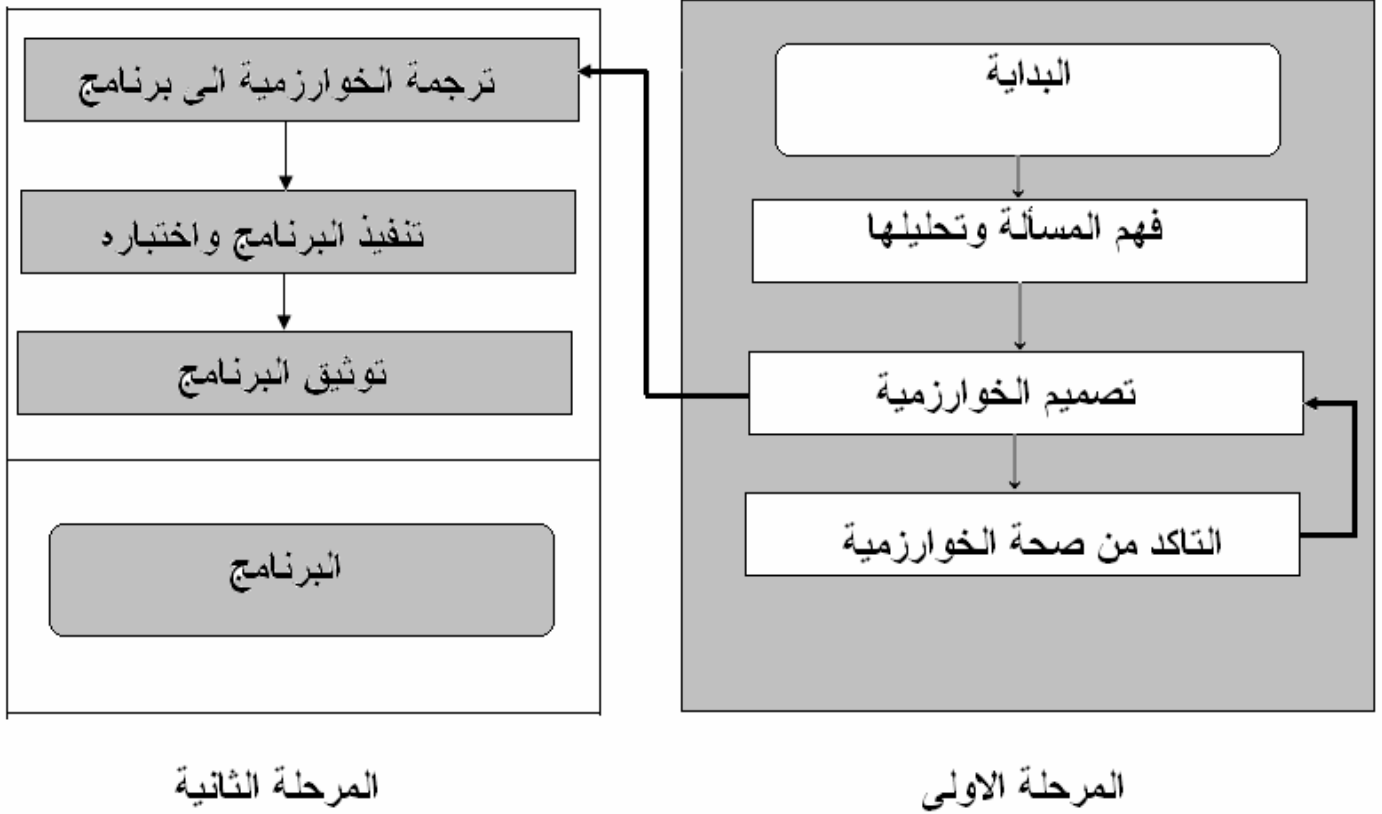 البداية
فهم المسألة وتحليلها
تصميم الخوارزمية
التاكد من صحة الخوارزمية
المرحلة الاولى
ترجمة الخوارزمية الى برنامج
تنفيذ البرنامج واختباره
توثيق البرنامج
البرنامج
المرحلة الثانية